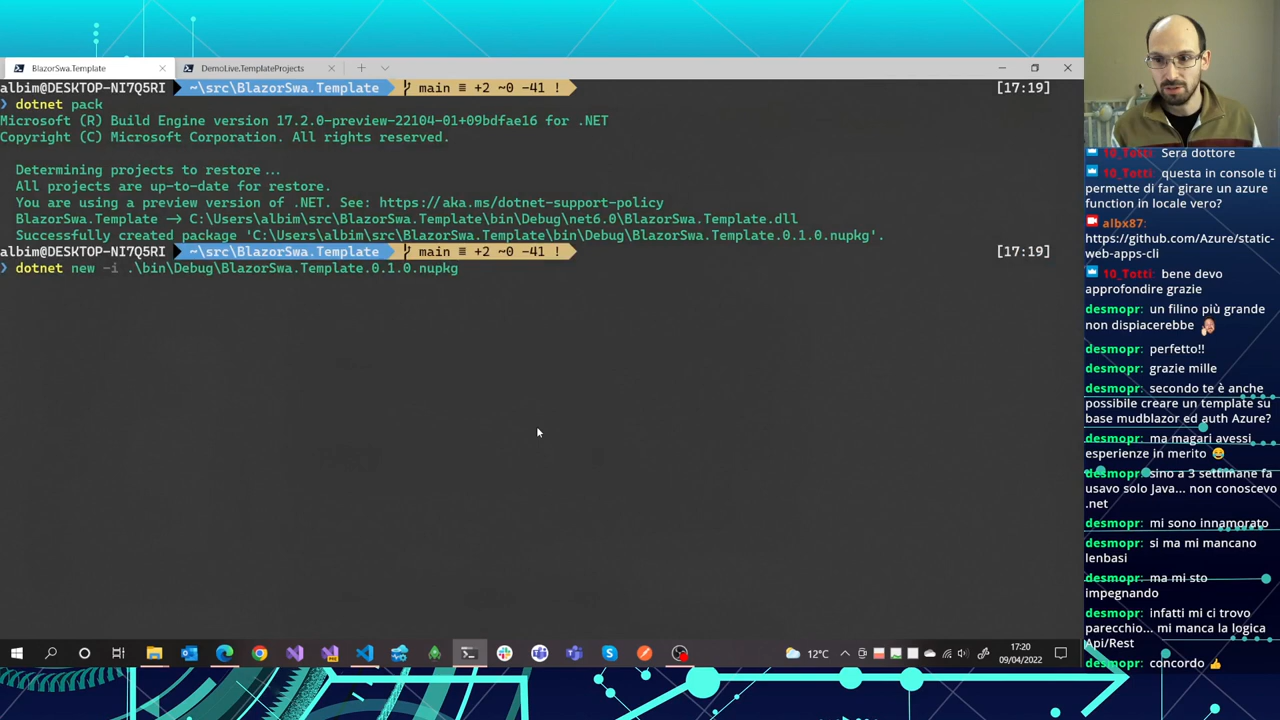 BlazorSwa.Template
DemoLive.TemplateProjects
albim@DESKTOP-NI7Q5RI ~\src\BlazorSwa.Template main ≡ +2 ~0 -41 ! [17:19]
❯ dotnet pack
Microsoft (R) Build Engine version 17.2.0-preview-22104-01+09bdfae16 for .NET
Copyright (C) Microsoft Corporation. All rights reserved.
Determining projects to restore...
All projects are up-to-date for restore.
You are using a preview version of .NET. See: https://aka.ms/dotnet-support-policy
BlazorSwa.Template -> C:\Users\albim\src\BlazorSwa.Template\bin\Debug\net6.0\BlazorSwa.Template.dll
Successfully created package 'C:\Users\albim\src\BlazorSwa.Template\bin\Debug\BlazorSwa.Template.0.1.0.nupkg'.
albim@DESKTOP-NI7Q5RI ~\src\BlazorSwa.Template main ≡ +2 ~0 -41 ! [17:19]
❯ dotnet new -i .\bin\Debug\BlazorSwa.Template.0.1.0.nupkg
12°C
17:20
09/04/2022
10_Totti: Sera dottore
10_Totti: questa in console ti
permette di far girare un azure
function in locale vero?
albx87:
https://github.com/Azure/static-
web-apps-cli
10_Totti: bene devo
approfondire grazie
desmopr: un filino più grande
non dispiacerebbe
desmopr: perfetto!!
desmopr: grazie mille
desmopr: secondo te è anche
possibile creare un template su
base mudblazor ed auth Azure?
desmopr: ma magari avessi
esperienze in merito 😂
desmopr: sino a 3 settimane fa
usavo solo Java... non conoscevo
.net
desmopr: mi sono innamorato
desmopr: si ma mi mancano
lenbasi
desmopr: ma mi sto
impegnando
desmopr: infatti mi ci trovo
parecchio... mi manca la logica
Api/Rest
desmopr: concordo 👍